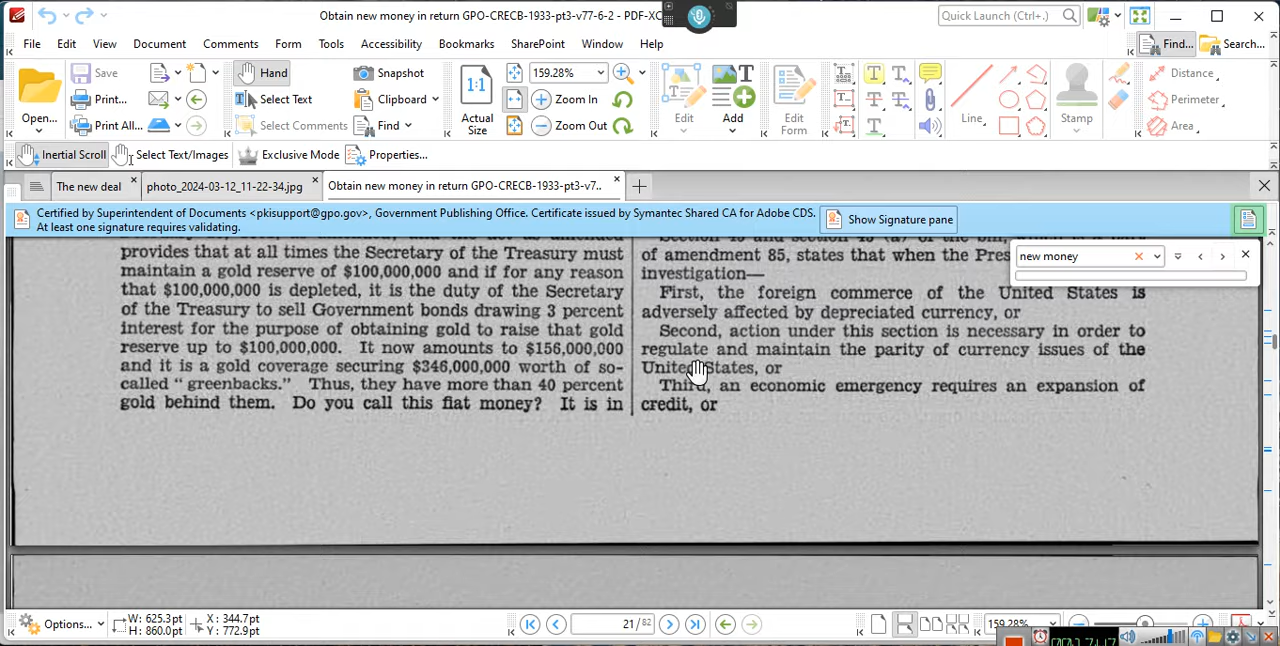 Obtain new money in return GPO-CRECB-1933-pt3-v77-6-2 - PDF-XC
Quick Launch (Ctrl+.)
File Edit View Document Comments Form Tools Accessibility Bookmarks SharePoint Window Help
Find... Search...
Open...
Save
Print...
Print All...
Hand
Select Text
Select Comments
Snapshot
Clipboard
Find
Actual Size
159.28%
Zoom In
Zoom Out
Edit
Add
Edit Form
Line
Stamp
Distance
Perimeter
Area
Inertial Scroll Select Text/Images Exclusive Mode Properties...
The new deal
photo_2024-03-12_11-22-34.jpg
Obtain new money in return GPO-CRECB-1933-pt3-v7..
Certified by Superintendent of Documents <pkisupport@gpo.gov>, Government Publishing Office. Certificate issued by Symantec Shared CA for Adobe CDS.
At least one signature requires validating.
Show Signature pane
new money
provides that at all times the Secretary of the Treasury must
maintain a gold reserve of $100,000,000 and if for any reason
that $100,000,000 is depleted, it is the duty of the Secretary
of the Treasury to sell Government bonds drawing 3 percent
interest for the purpose of obtaining gold to raise that gold
reserve up to $100,000,000. It now amounts to $156,000,000
and it is a gold coverage securing $346,000,000 worth of so-
called "greenbacks." Thus, they have more than 40 percent
gold behind them. Do you call this fiat money? It is in
of amendment 85, states that when the Pres
investigation—
First, the foreign commerce of the United States is
adversely affected by depreciated currency, or
Second, action under this section is necessary in order to
regulate and maintain the parity of currency issues of the
United States, or
Third, an economic emergency requires an expansion of
credit, or
Options...
W: 625.3pt
H: 860.0pt
X : 344.7pt
Y : 772.9pt
21 / 82
159.28%